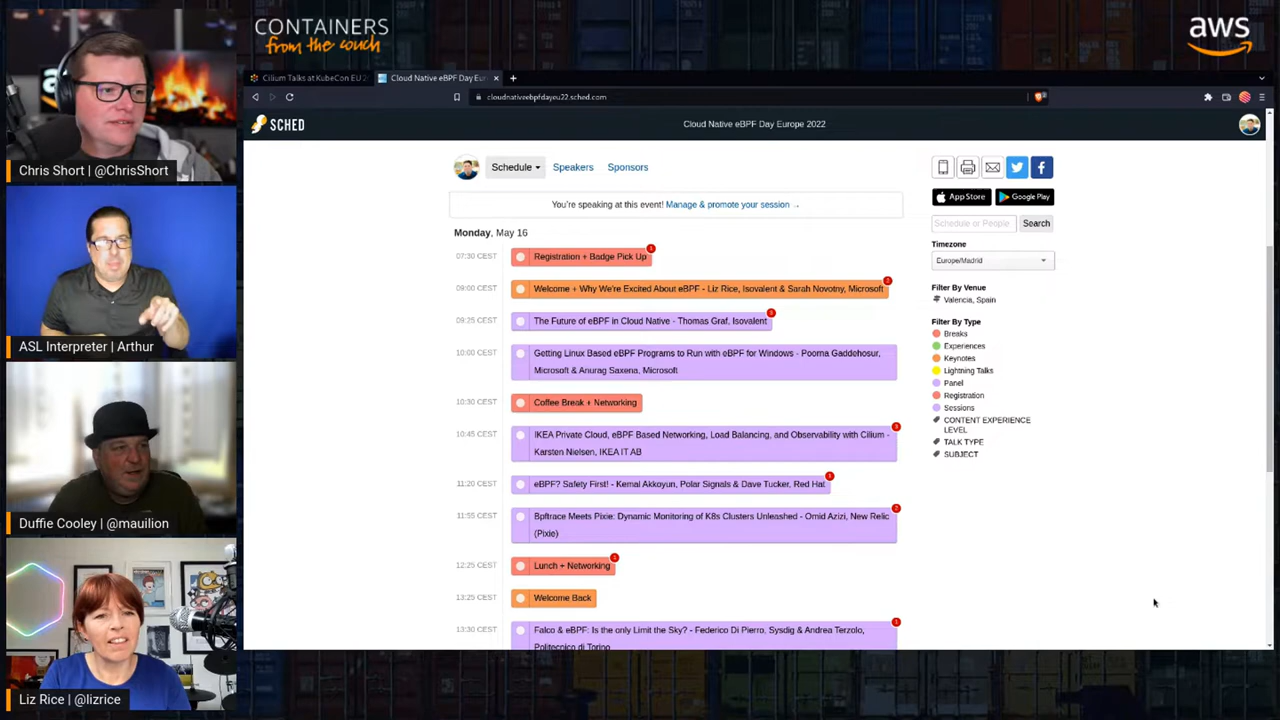 CONTAINERS
from the couch
aws
Chris Short | @ChrisShort
ASL Interpreter | Arthur
Duffie Cooley | @mauilion
Liz Rice | @lizrice
Cilium Talks at KubeCon EU 2
Cloud Native eBPF Day Eur
cloudnativeebpfdayeu22.sched.com
SCHED
Cloud Native eBPF Day Europe 2022
Schedule
Speakers
Sponsors
You're speaking at this event! Manage & promote your session →
Monday, May 16
07:30 CEST
Registration + Badge Pick Up
09:00 CEST
Welcome + Why We're Excited About eBPF - Liz Rice, Isovalent & Sarah Novotny, Microsoft
09:25 CEST
The Future of eBPF in Cloud Native - Thomas Graf, Isovalent
10:00 CEST
Getting Linux Based eBPF Programs to Run with eBPF for Windows - Poorna Gaddehosur,
Microsoft & Anurag Saxena, Microsoft
10:30 CEST
Coffee Break + Networking
10:45 CEST
IKEA Private Cloud, eBPF Based Networking, Load Balancing, and Observability with Cilium -
Karsten Nielsen, IKEA IT AB
11:20 CEST
eBPF? Safety First! - Kemal Akkoyun, Polar Signals & Dave Tucker, Red Hat
11:55 CEST
Bpftrace Meets Pixie: Dynamic Monitoring of K8s Clusters Unleashed - Omid Azizi, New Relic
(Pixie)
12:25 CEST
Lunch + Networking
13:25 CEST
Welcome Back
13:30 CEST
Falco & eBPF: Is the only Limit the Sky? - Federico Di Pierro, Sysdig & Andrea Terzolo,
Politecnico di Torino
App Store
Google Play
Schedule or People
Search
Timezone
Europe/Madrid
Filter By Venue
Valencia, Spain
Filter By Type
Breaks
Experiences
Keynotes
Lightning Talks
Panel
Registration
Sessions
CONTENT EXPERIENCE
LEVEL
TALK TYPE
SUBJECT